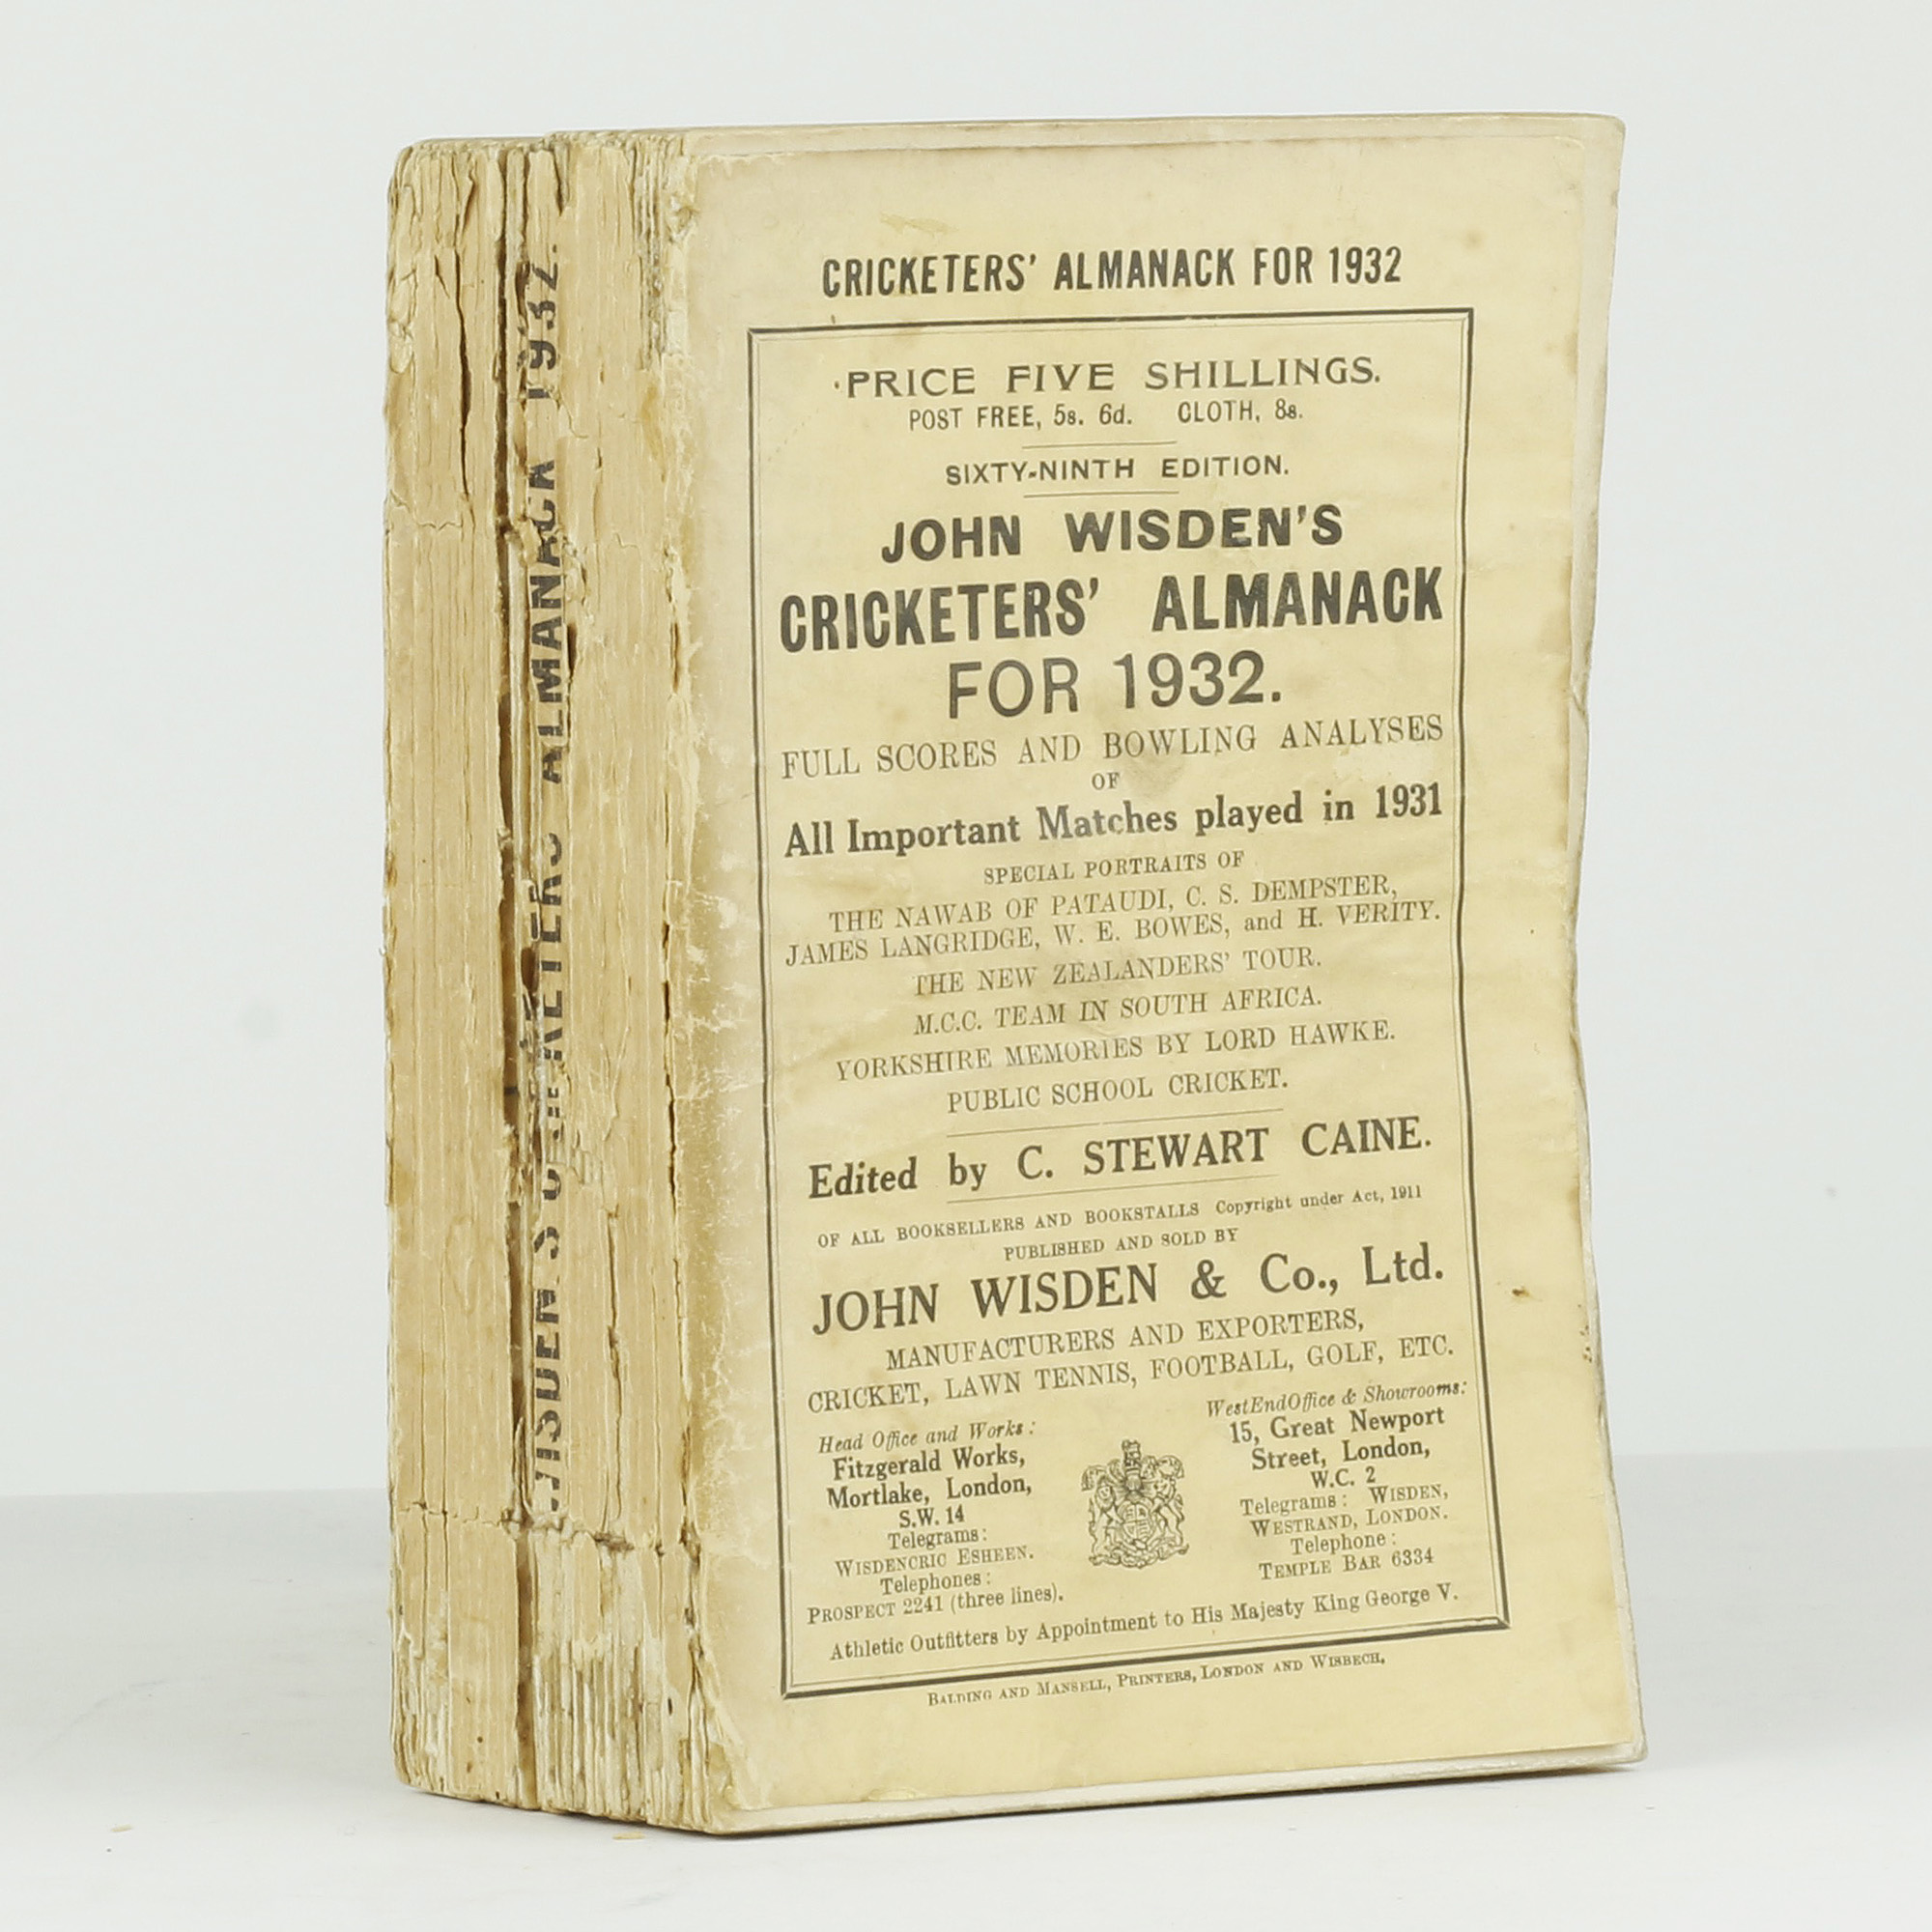 WISDEN'S CRICKETERS' ALMANACK 1932.
CRICKETERS' ALMANACK FOR 1932
PRICE FIVE SHILLINGS.
POST FREE, 5s. 6d. CLOTH, 8s.
SIXTY-NINTH EDITION.
JOHN WISDEN'S
CRICKETERS' ALMANACK
FOR 1932.
FULL SCORES AND BOWLING ANALYSES
OF
All Important Matches played in 1931
SPECIAL PORTRAITS OF
THE NAWAB OF PATAUDI, C. S. DEMPSTER,
JAMES LANGRIDGE, W. E. BOWES, and H. VERITY.
THE NEW ZEALANDERS' TOUR.
M.C.C. TEAM IN SOUTH AFRICA.
YORKSHIRE MEMORIES BY LORD HAWKE.
PUBLIC SCHOOL CRICKET.
Edited by C. STEWART CAINE.
OF ALL BOOKSELLERS AND BOOKSTALLS Copyright under Act, 1911
PUBLISHED AND SOLD BY
JOHN WISDEN & Co., Ltd.
MANUFACTURERS AND EXPORTERS,
CRICKET, LAWN TENNIS, FOOTBALL, GOLF, ETC.
Head Office and Works:
Fitzgerald Works,
Mortlake, London,
S.W. 14
Telegrams:
WISDENCRIC ESHEEN.
Telephones:
PROSPECT 2241 (three lines).
West End Office & Showrooms:
15, Great Newport
Street, London,
W.C. 2
Telegrams: WISDEN,
WESTRAND, LONDON.
Telephone:
TEMPLE BAR 6334
Athletic Outfitters by Appointment to His Majesty King George V.
BALDING AND MANSELL, PRINTERS, LONDON AND WISBECH.